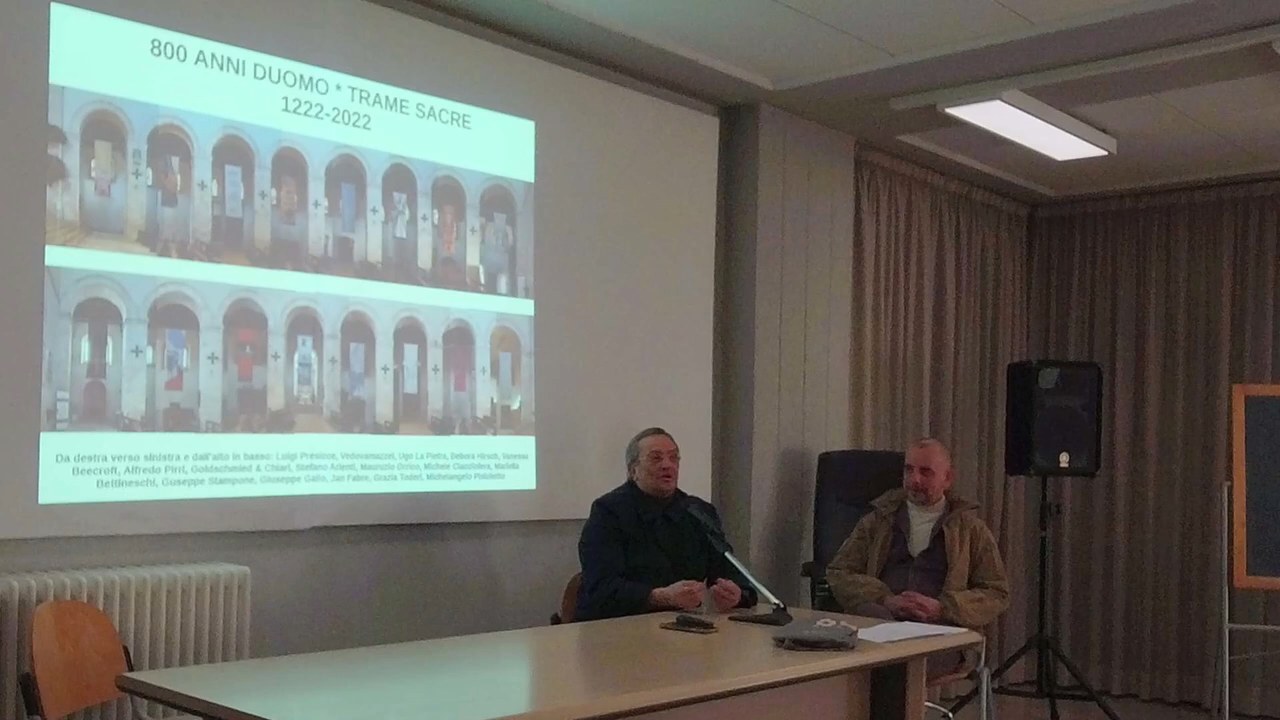 800 ANNI DUOMO * TRAME SACRE
1222-2022
Da destra verso sinistra e dall'alto in basso: Luigi Presicce, Vedovamazzei, Ugo La Pietra, Debora Hirsch, Vanessa
Beecroft, Alfredo Pirri, Goldschmied & Chiari, Stefano Arienti, Maurizio Donzelli, Michele Ciacciofera, Mariella
Bettineschi, Guseppe Stampone, Giuseppe Gallo, Jan Fabre, Grazia Toderi, Michelangelo Pistoletto